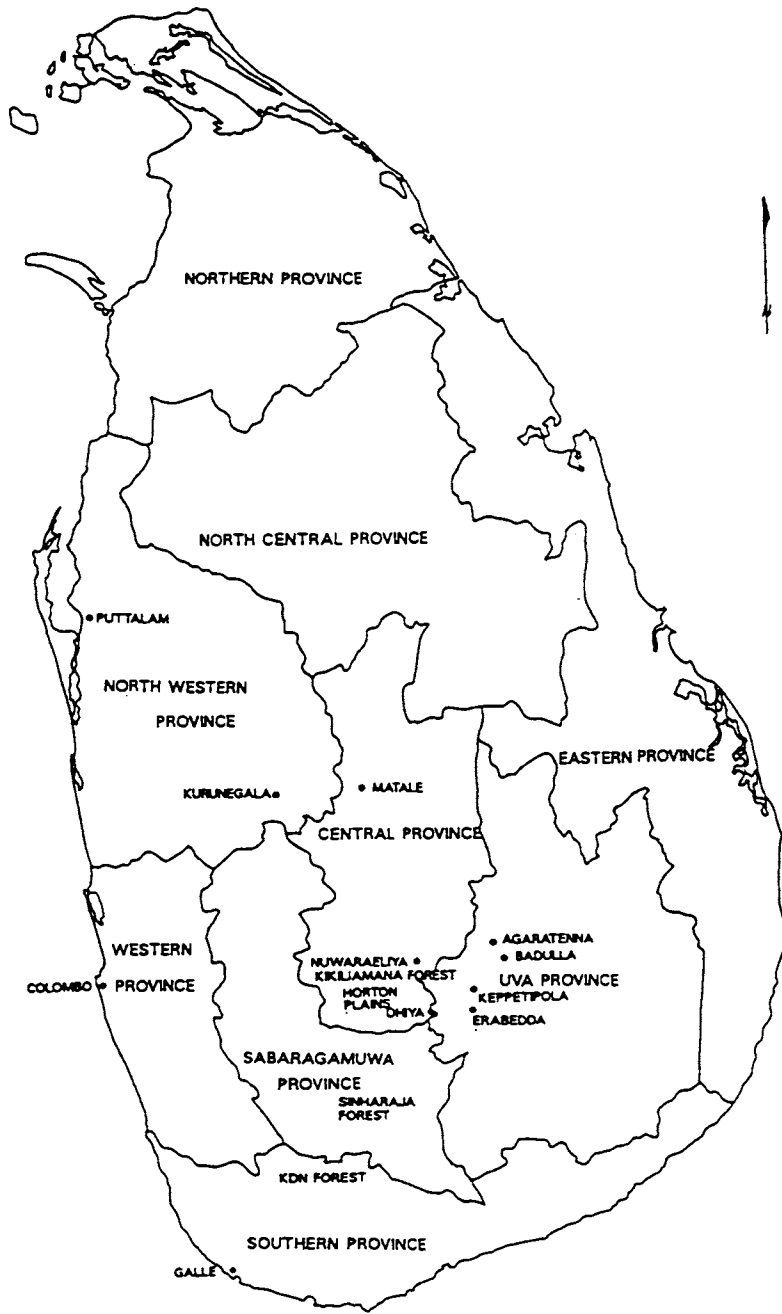 NORTHERN PROVINCE
NORTH CENTRAL PROVINCE
PUTTALAM
NORTH WESTERN
PROVINCE
EASTERN PROVINCE
KURUNEGALA
MATALE
CENTRAL PROVINCE
WESTERN
PROVINCE
COLOMBO
AGARATENNA
BADULLA
NUWARAELIYA
KIKILIAMANA FOREST
UVA PROVINCE
HORTON
PLAINS
KEPPETIPOLA
OHIYA
ERABEDDA
SABARAGAMUWA
PROVINCE
SINHARAJA
FOREST
KDN FOREST
SOUTHERN PROVINCE
GALLE